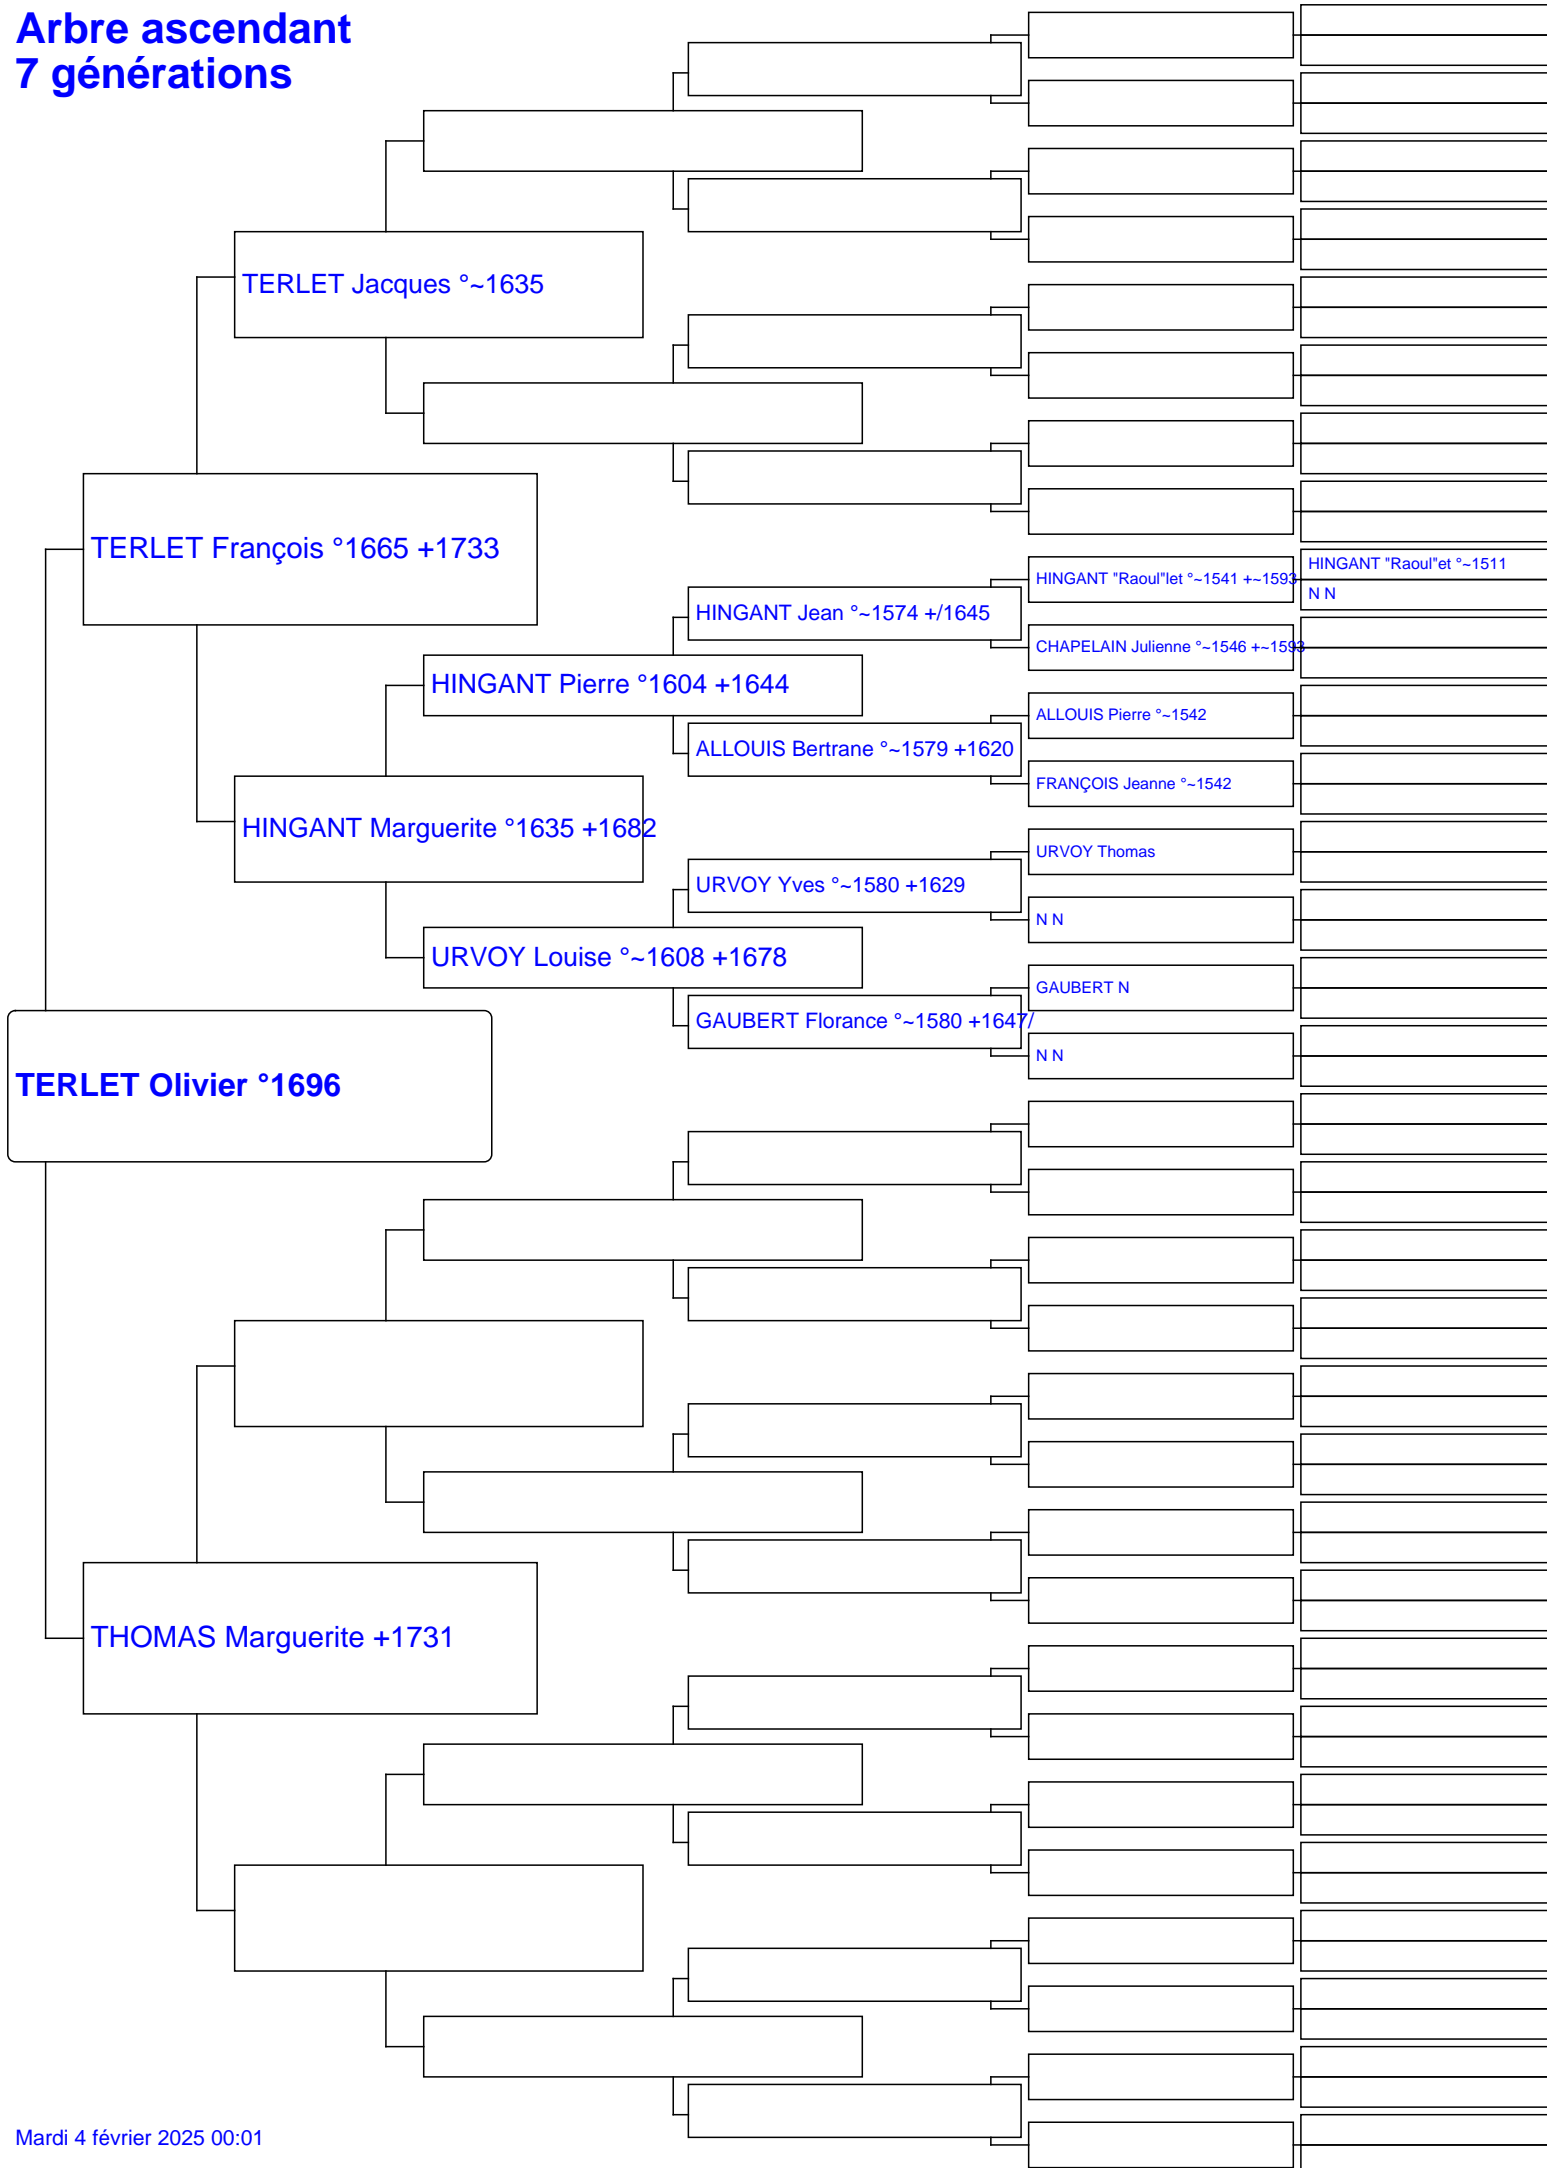 Arbre ascendant
7 générations
TERLET Jacques °~1635
TERLET François °1665 +1733
HINGANT "Raoul"let °~1541 +~1593
HINGANT "Raoul"et °~1511
N N
HINGANT Jean °~1574 +/1645
CHAPELAIN Julienne °~1546 +~1593
HINGANT Pierre °1604 +1644
ALLOUIS Pierre °~1542
ALLOUIS Bertrane °~1579 +1620
FRANÇOIS Jeanne °~1542
HINGANT Marguerite °1635 +1682
URVOY Thomas
URVOY Yves °~1580 +1629
N N
URVOY Louise °~1608 +1678
GAUBERT N
GAUBERT Florance °~1580 +1647/
N N
TERLET Olivier °1696
THOMAS Marguerite +1731
Mardi 4 février 2025 00:01